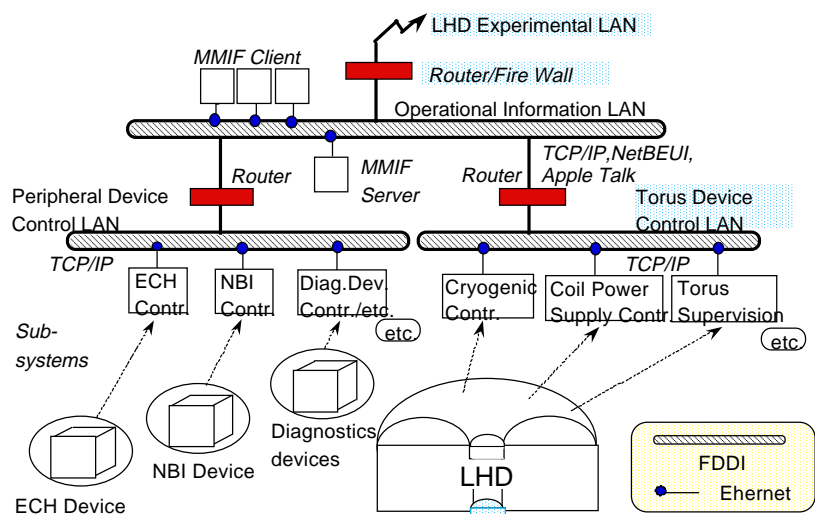 LHD Experimental LAN
MMIF Client
Router/Fire Wall
Operational Information LAN
MMIF
Server
Router
Router
TCP/IP,NetBEUI,
Apple Talk
Peripheral Device
Control LAN
Torus Device
Control LAN
TCP/IP
TCP/IP
ECH
Contr.
NBI
Contr.
Diag.Dev.
Contr./etc.
etc.
Cryogenic
Contr.
Coil Power
Supply Contr.
Torus
Supervision
etc.
Sub-
systems
ECH Device
NBI Device
Diagnostics
devices
LHD
FDDI
Ehernet